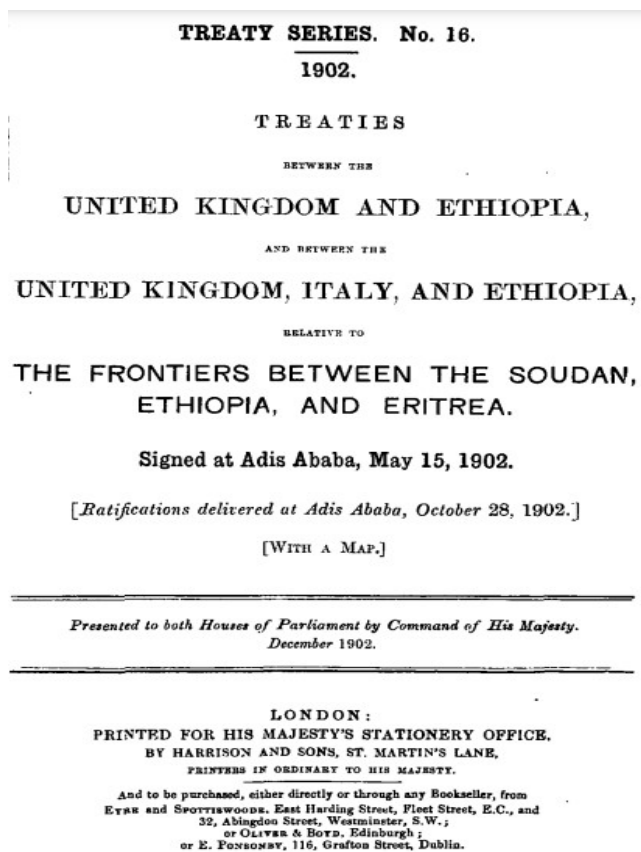 TREATY SERIES. No. 16.
1902.
TREATIES
BETWEEN THE
UNITED KINGDOM AND ETHIOPIA,
AND BETWEEN THE
UNITED KINGDOM, ITALY, AND ETHIOPIA,
RELATIVE TO
THE FRONTIERS BETWEEN THE SOUDAN,
ETHIOPIA, AND ERITREA.
Signed at Adis Ababa, May 15, 1902.
[Ratifications delivered at Adis Ababa, October 28, 1902.]
[WITH A MAP.]
Presented to both Houses of Parliament by Command of His Majesty.
December 1902.
LONDON:
PRINTED FOR HIS MAJESTY'S STATIONERY OFFICE,
BY HARRISON AND SONS, ST. MARTIN'S LANE,
PRINTERS IN ORDINARY TO HIS MAJESTY.
And to be purchased, either directly or through any Bookseller, from
EYRE and SPOTTISWOODE, East Harding Street, Fleet Street, E.C., and
32, Abingdon Street, Westminster, S.W.;
or OLIVER & BOYD, Edinburgh;
or E. PONSONBY, 116, Grafton Street, Dublin.